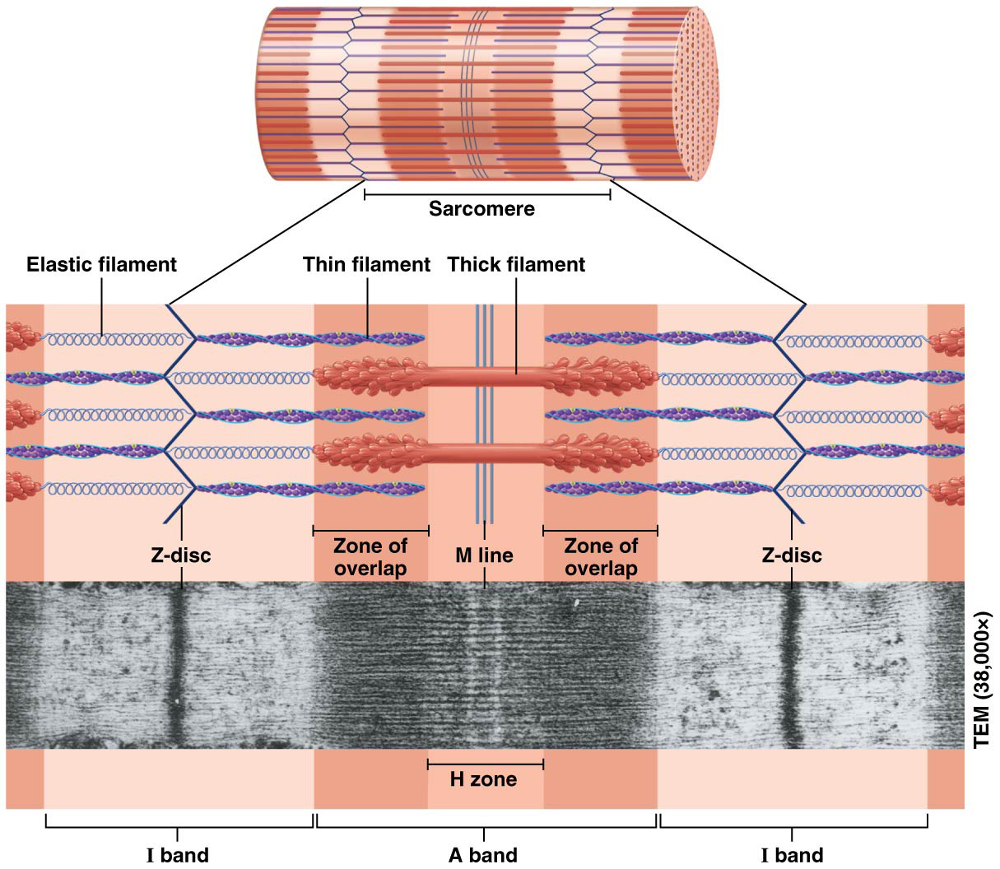 Sarcomere
Elastic filament
Thin filament
Thick filament
Z-disc
Zone of
overlap
M line
Zone of
overlap
Z-disc
TEM (38,000×)
H zone
I band
A band
I band